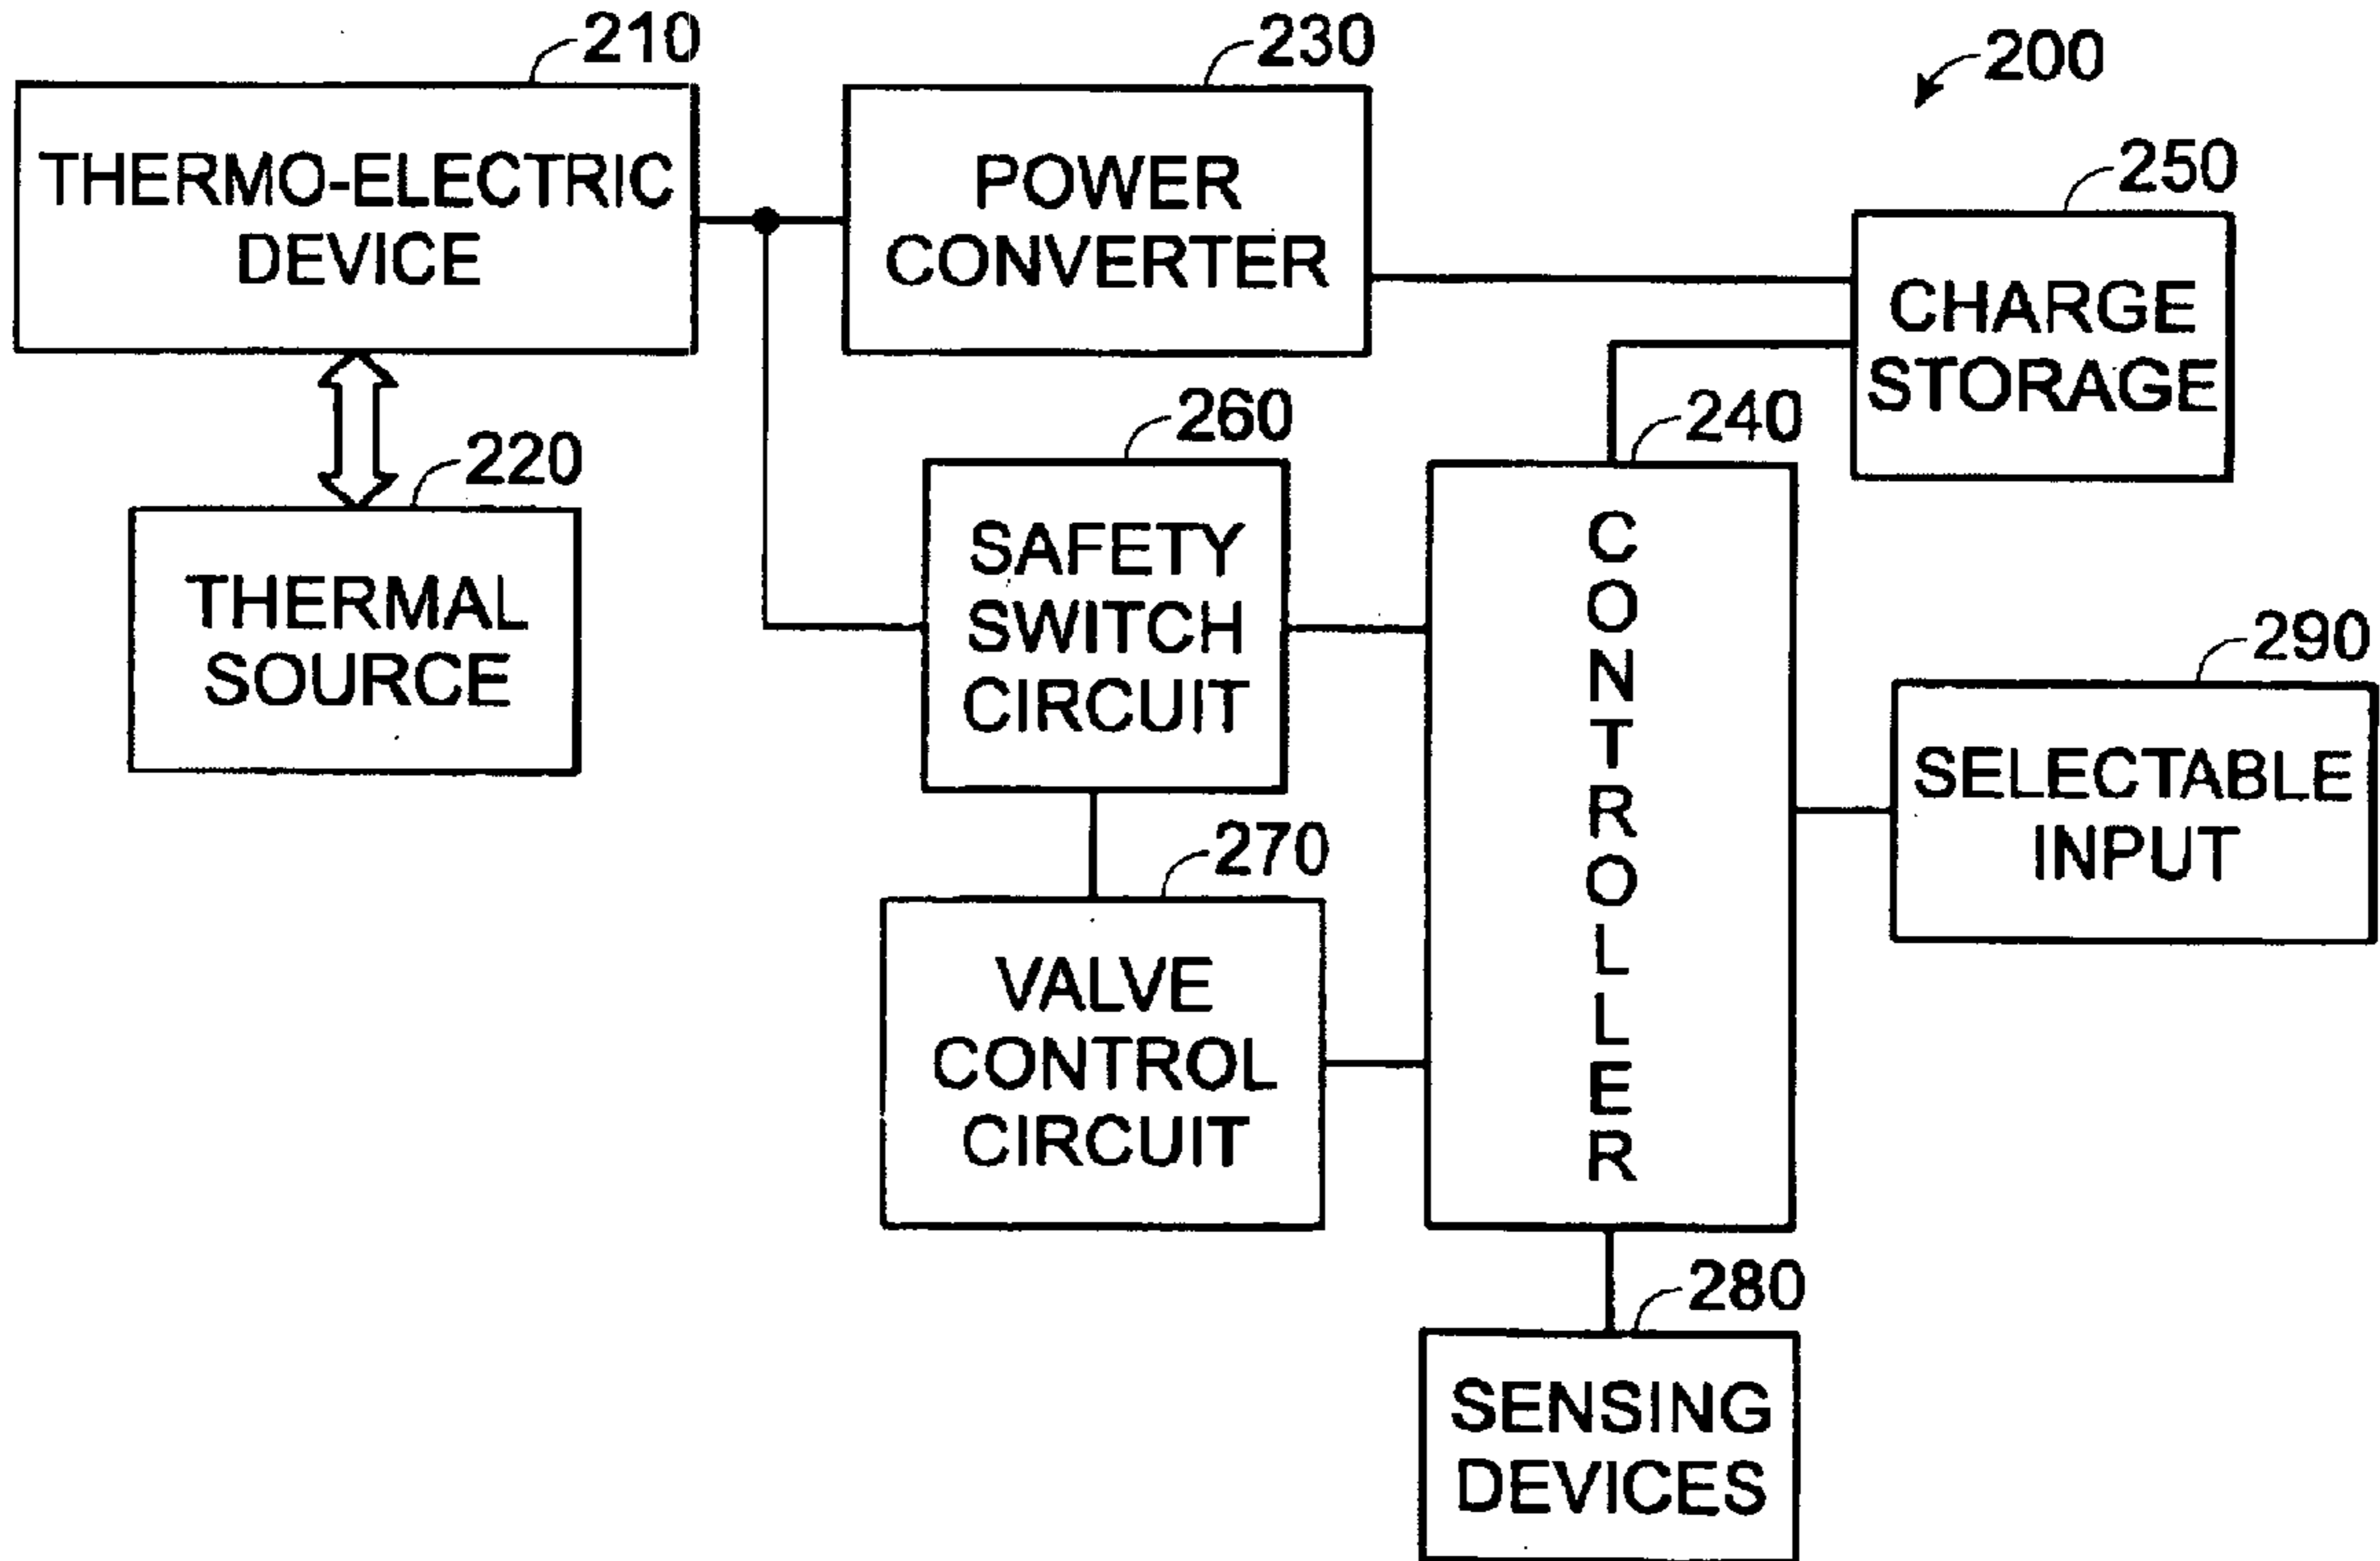 210
THERMO-ELECTRIC
DEVICE
230
POWER
CONVERTER
200
250
CHARGE
STORAGE
220
THERMAL
SOURCE
260
SAFETY
SWITCH
CIRCUIT
240
CONTROLLER
290
SELECTABLE
INPUT
270
VALVE
CONTROL
CIRCUIT
280
SENSING
DEVICES